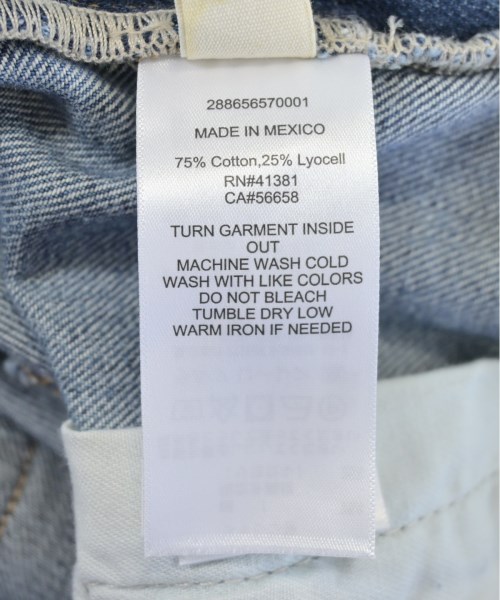 288656570001
MADE IN MEXICO
75% Cotton,25% Lyocell
RN#41381
CA#56658
TURN GARMENT INSIDE
OUT
MACHINE WASH COLD
WASH WITH LIKE COLORS
DO NOT BLEACH
TUMBLE DRY LOW
WARM IRON IF NEEDED